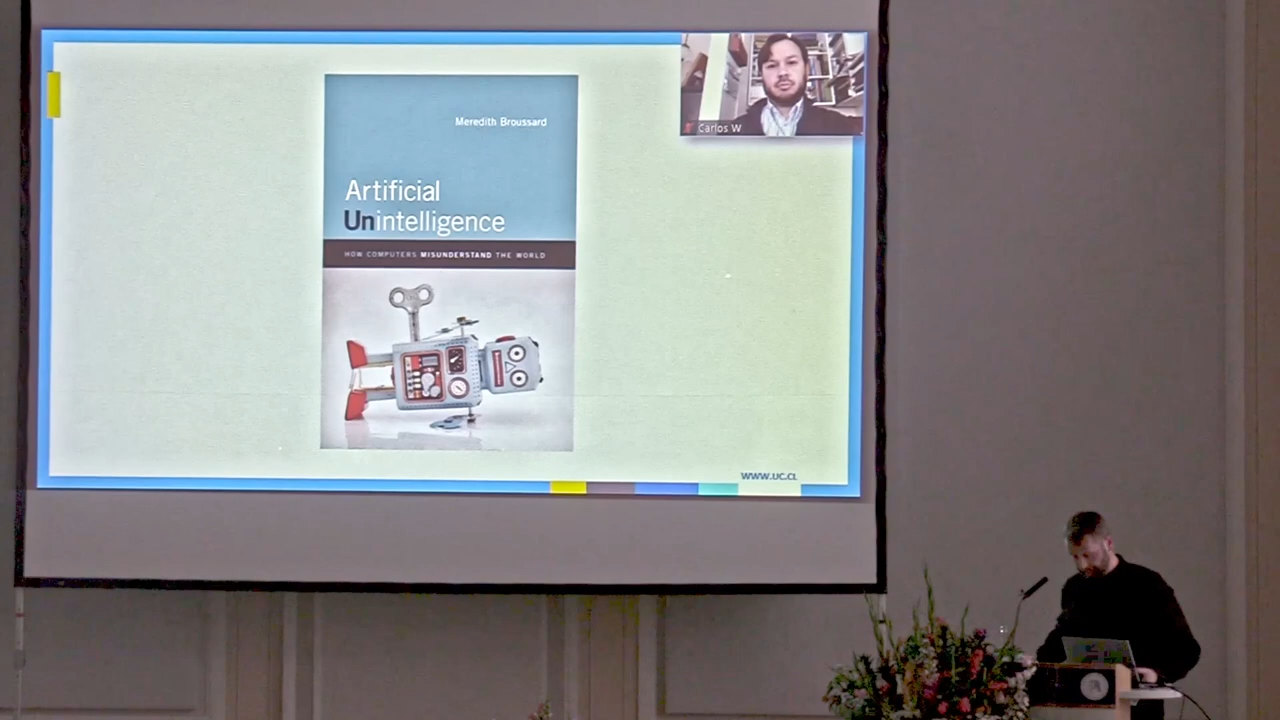 Meredith Broussard
Artificial
Unintelligence
HOW COMPUTERS MISUNDERSTAND THE WORLD
Carlos W
WWW.UC.CL